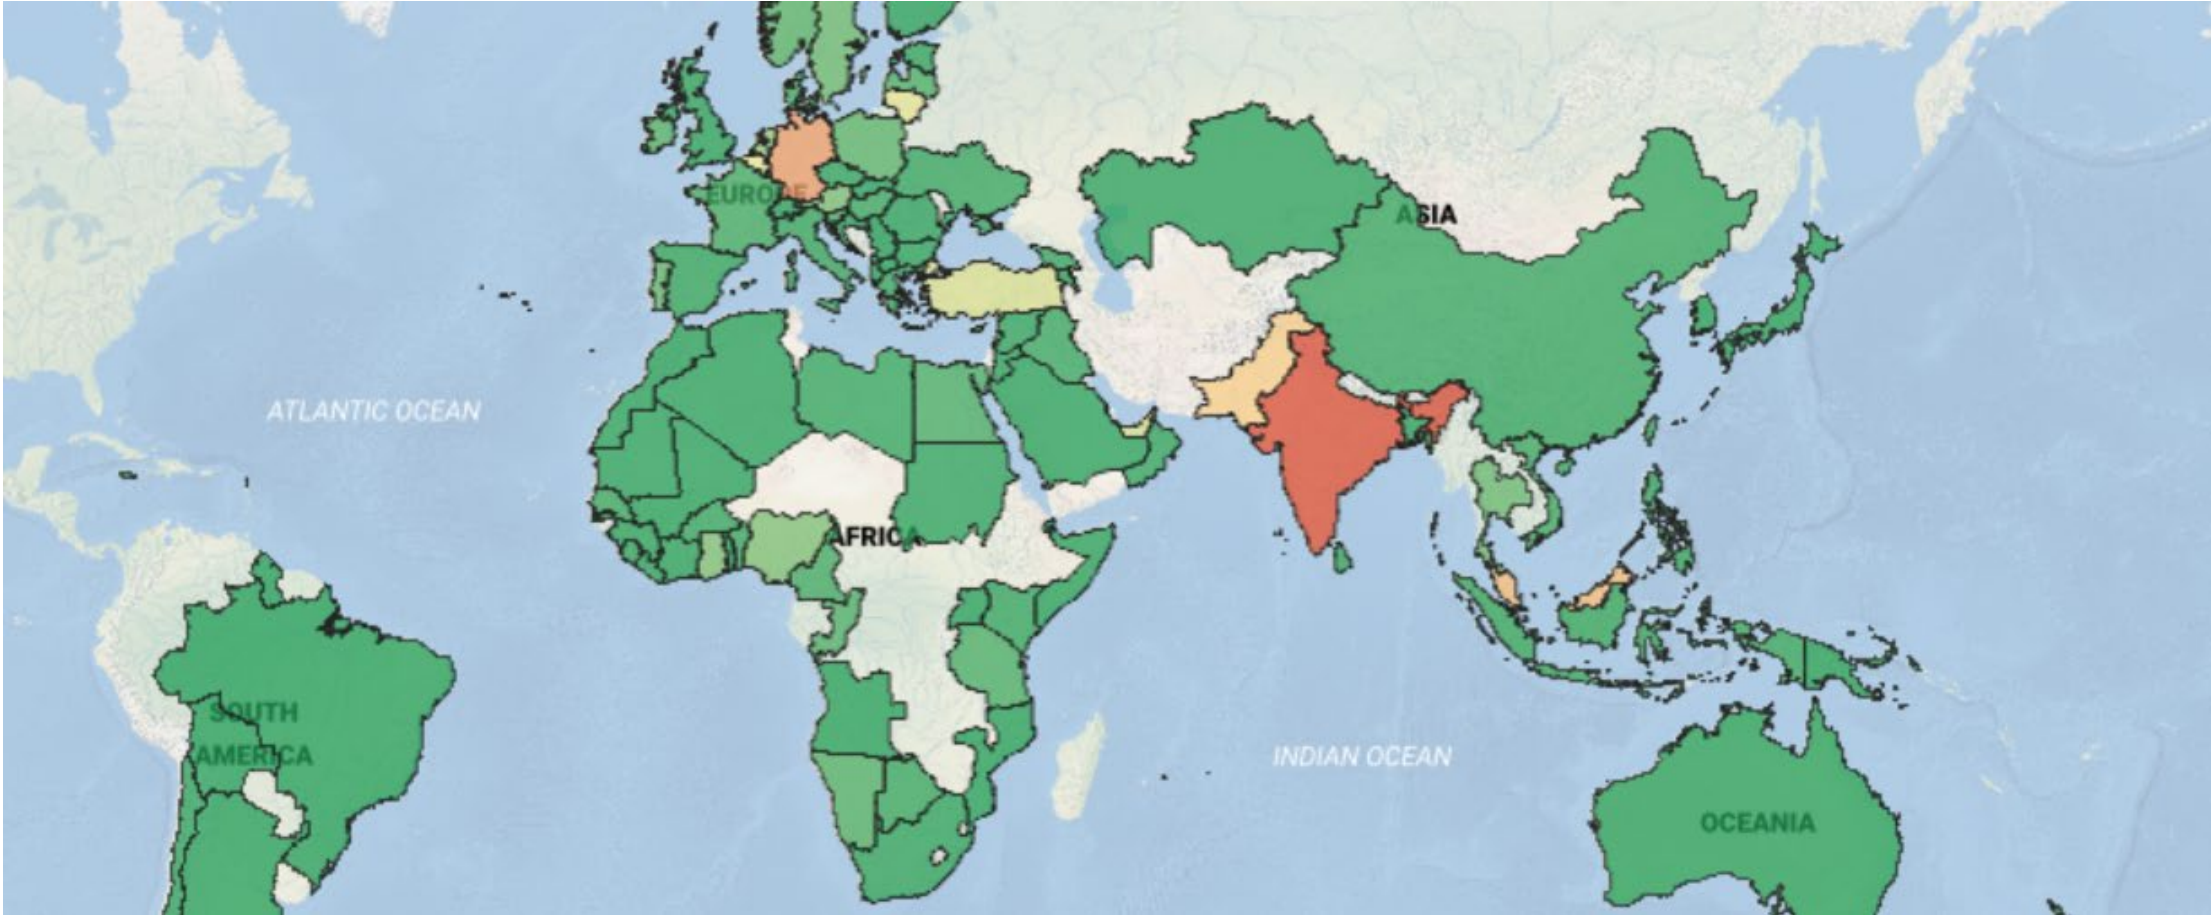 EUROPE
ASIA
ATLANTIC OCEAN
AFRICA
SOUTH
AMERICA
INDIAN OCEAN
OCEANIA